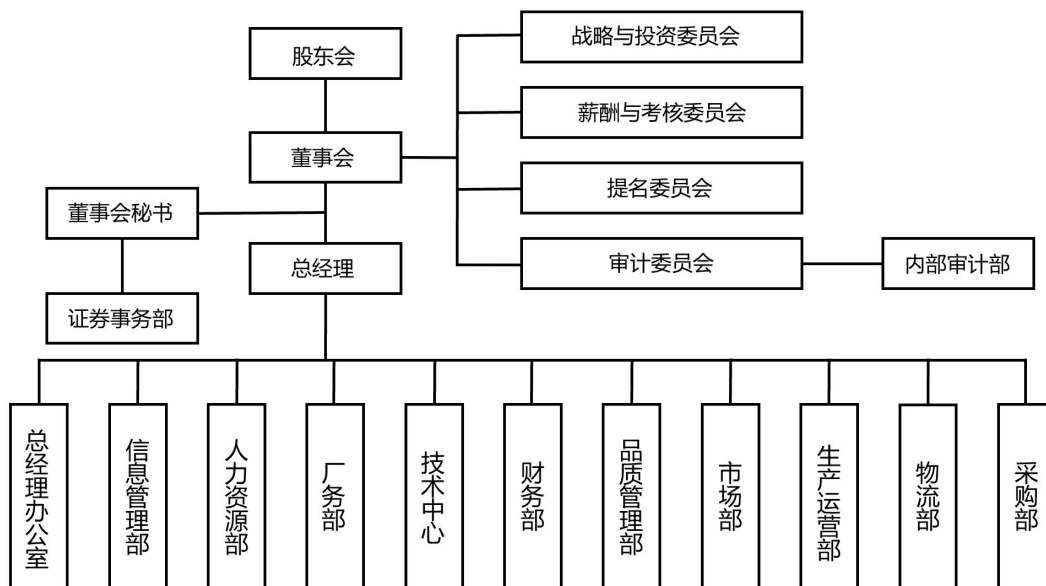 股东会
战略与投资委员会
薪酬与考核委员会
董事会
提名委员会
董事会秘书
总经理
审计委员会
内部审计部
证券事务部
总经理办公室
信息管理部
人力资源部
厂务部
技术中心
财务部
品质管理部
市场部
生产运营部
物流部
采购部